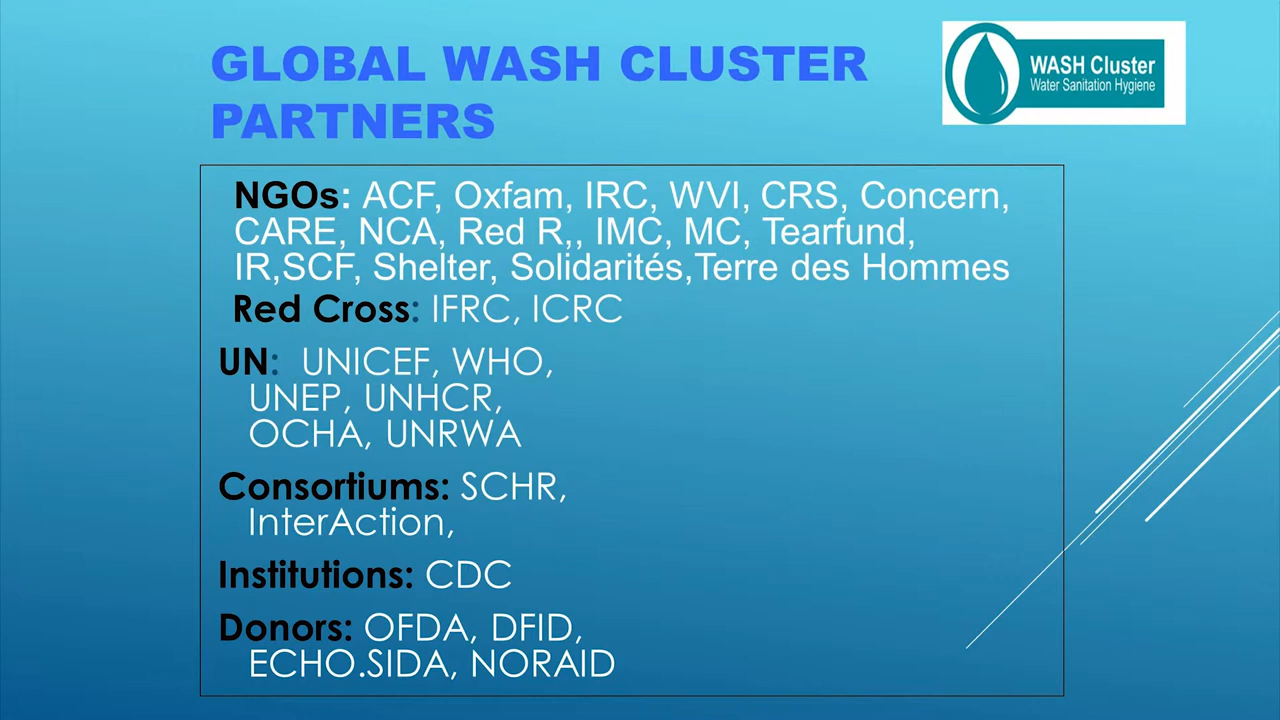 GLOBAL WASH CLUSTER
PARTNERS
WASH Cluster
Water Sanitation Hygiene
NGOs: ACF, Oxfam, IRC, WVI, CRS, Concern,
CARE, NCA, Red R,, IMC, MC, Tearfund,
IR,SCF, Shelter, Solidarités,Terre des Hommes
Red Cross: IFRC, ICRC
UN: UNICEF, WHO,
UNEP, UNHCR,
OCHA, UNRWA
Consortiums: SCHR,
InterAction,
Institutions: CDC
Donors: OFDA, DFID,
ECHO.SIDA, NORAID